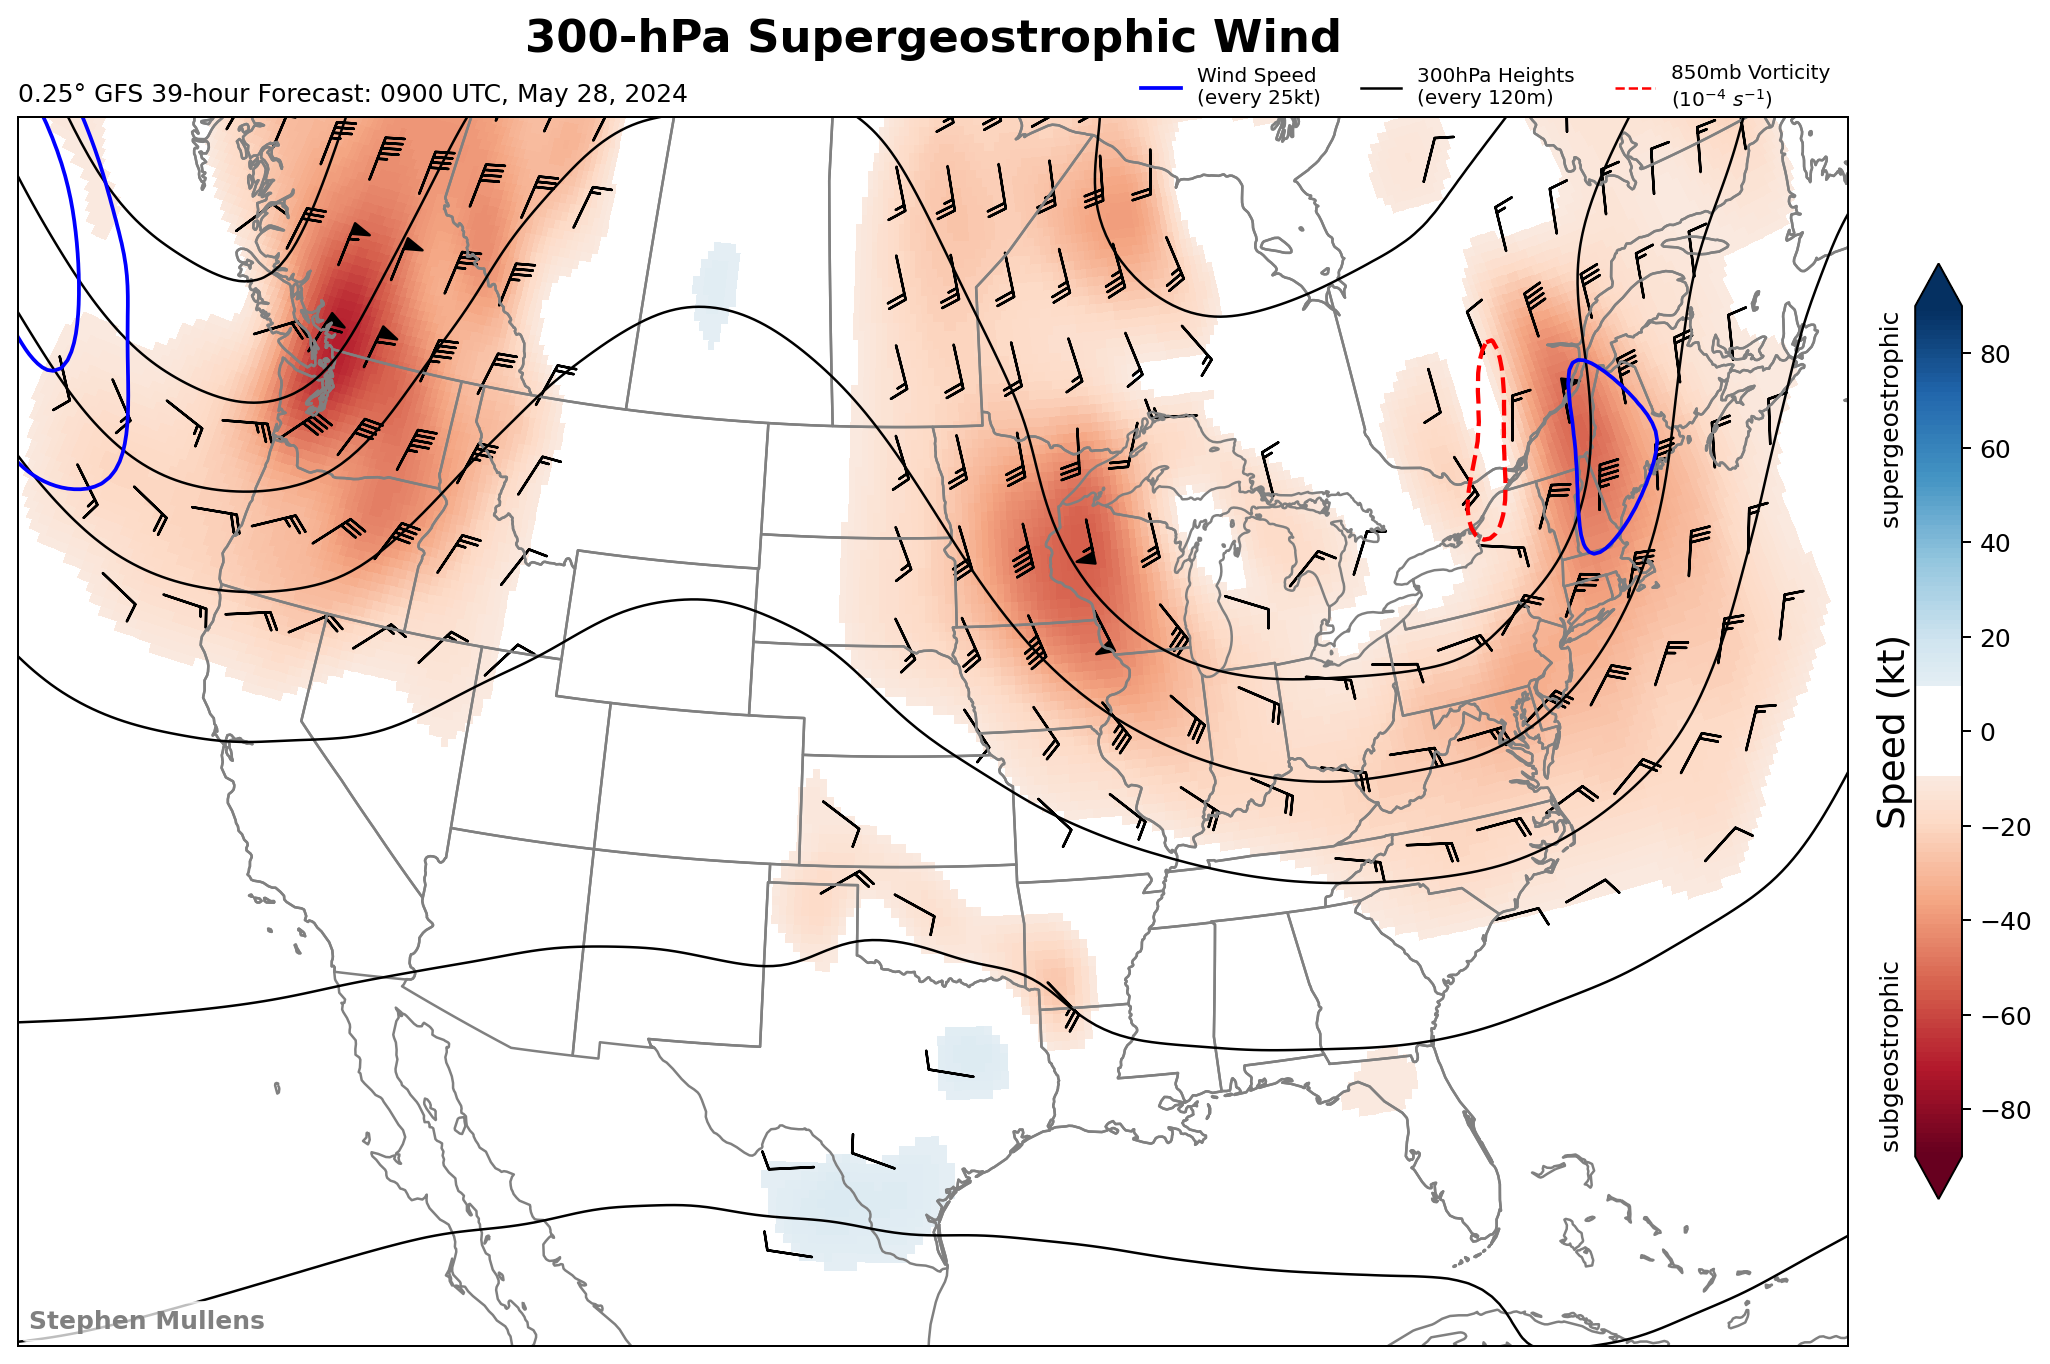 300-hPa Supergeostrophic Wind
0.25° GFS 39-hour Forecast: 0900 UTC, May 28, 2024
Wind Speed
(every 25kt)
300hPa Heights
(every 120m)
850mb Vorticity
(10⁻⁴ s⁻¹)
supergeostrophic
Speed (kt)
subgeostrophic
80
60
40
20
0
−20
−40
−60
−80
Stephen Mullens